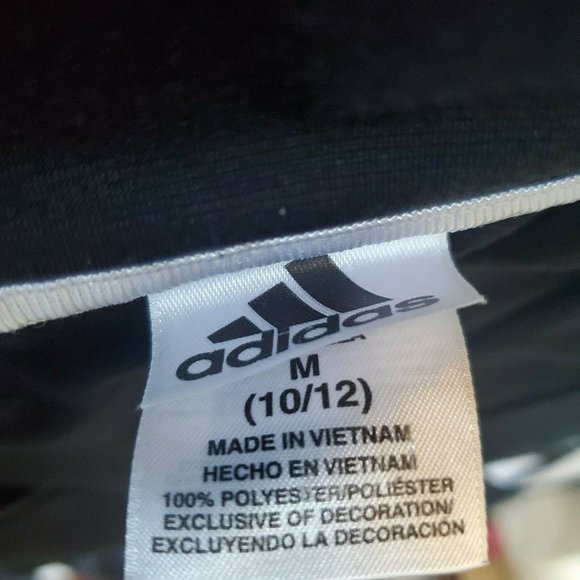 adidas
M
(10/12)
MADE IN VIETNAM
HECHO EN VIETNAM
100% POLYESTER/POLIÉSTER
EXCLUSIVE OF DECORATION/
EXCLUYENDO LA DECORACIÓN